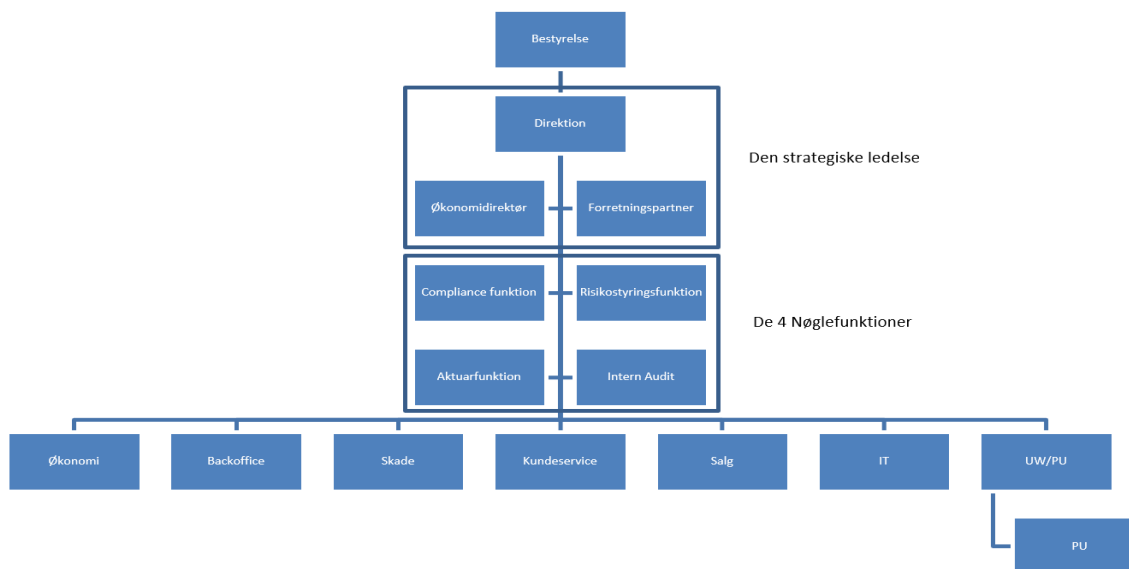 Bestyrelse
Direktion
Den strategiske ledelse
Økonomidirektør
Forretningspartner
Compliance funktion
Risikostyringsfunktion
De 4 Nøglefunktioner
Aktuarfunktion
Intern Audit
Økonomi
Backoffice
Skade
Kundeservice
Salg
IT
UW/PU
PU